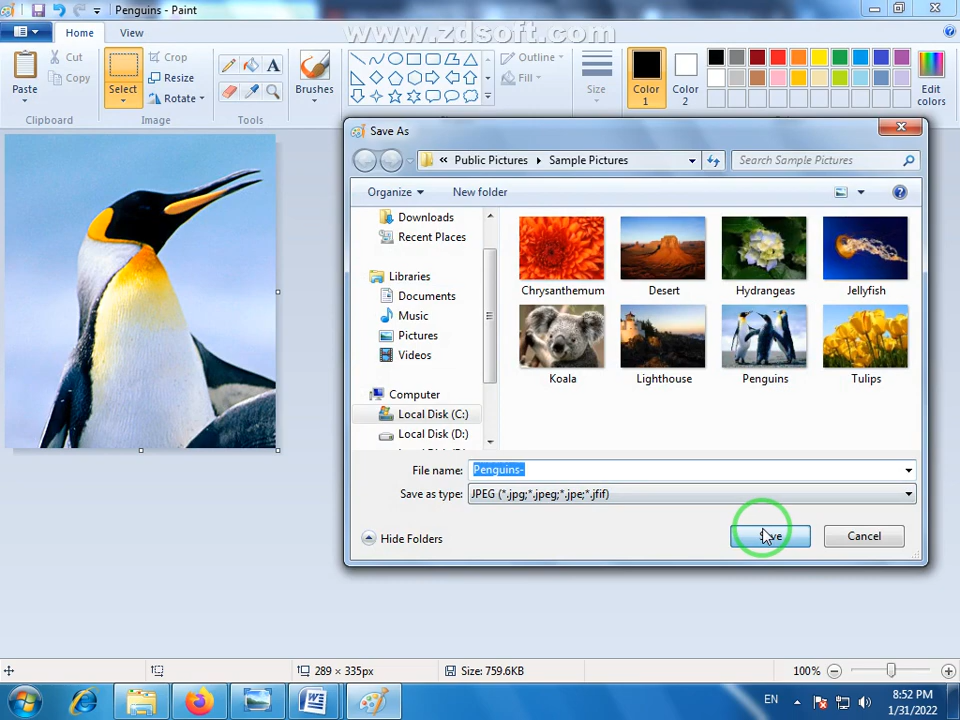 Penguins - Paint
www.zdsoft.com
Home
View
Paste
Cut
Copy
Clipboard
Select
Crop
Resize
Rotate
Image
Tools
Brushes
Shapes
Outline
Fill
Size
Color
1
Color
2
Colors
Edit
colors
Save As
« Public Pictures
Sample Pictures
Search Sample Pictures
Organize
New folder
Downloads
Recent Places
Libraries
Documents
Music
Pictures
Videos
Computer
Local Disk (C:)
Local Disk (D:)
Chrysanthemum
Desert
Hydrangeas
Jellyfish
Koala
Lighthouse
Penguins
Tulips
File name:
Penguins-
Save as type:
JPEG (*.jpg;*.jpeg;*.jpe;*.jfif)
Hide Folders
Save
Cancel
289 × 335px
Size: 759.6KB
100%
EN
8:52 PM
1/31/2022